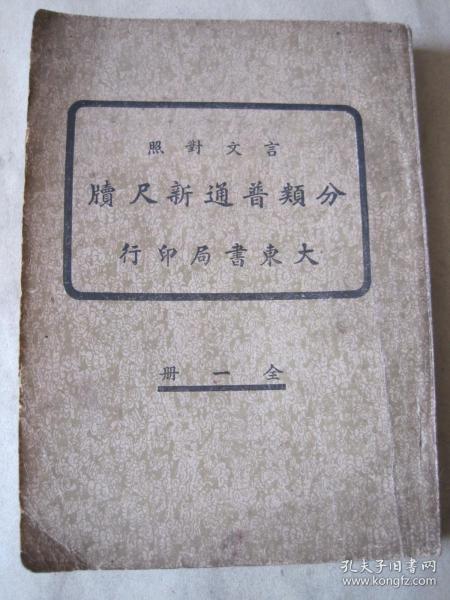 言文對照
分類普通新尺牘
大東書局印行
全一册
孔夫子旧书网
www.kongfz.com